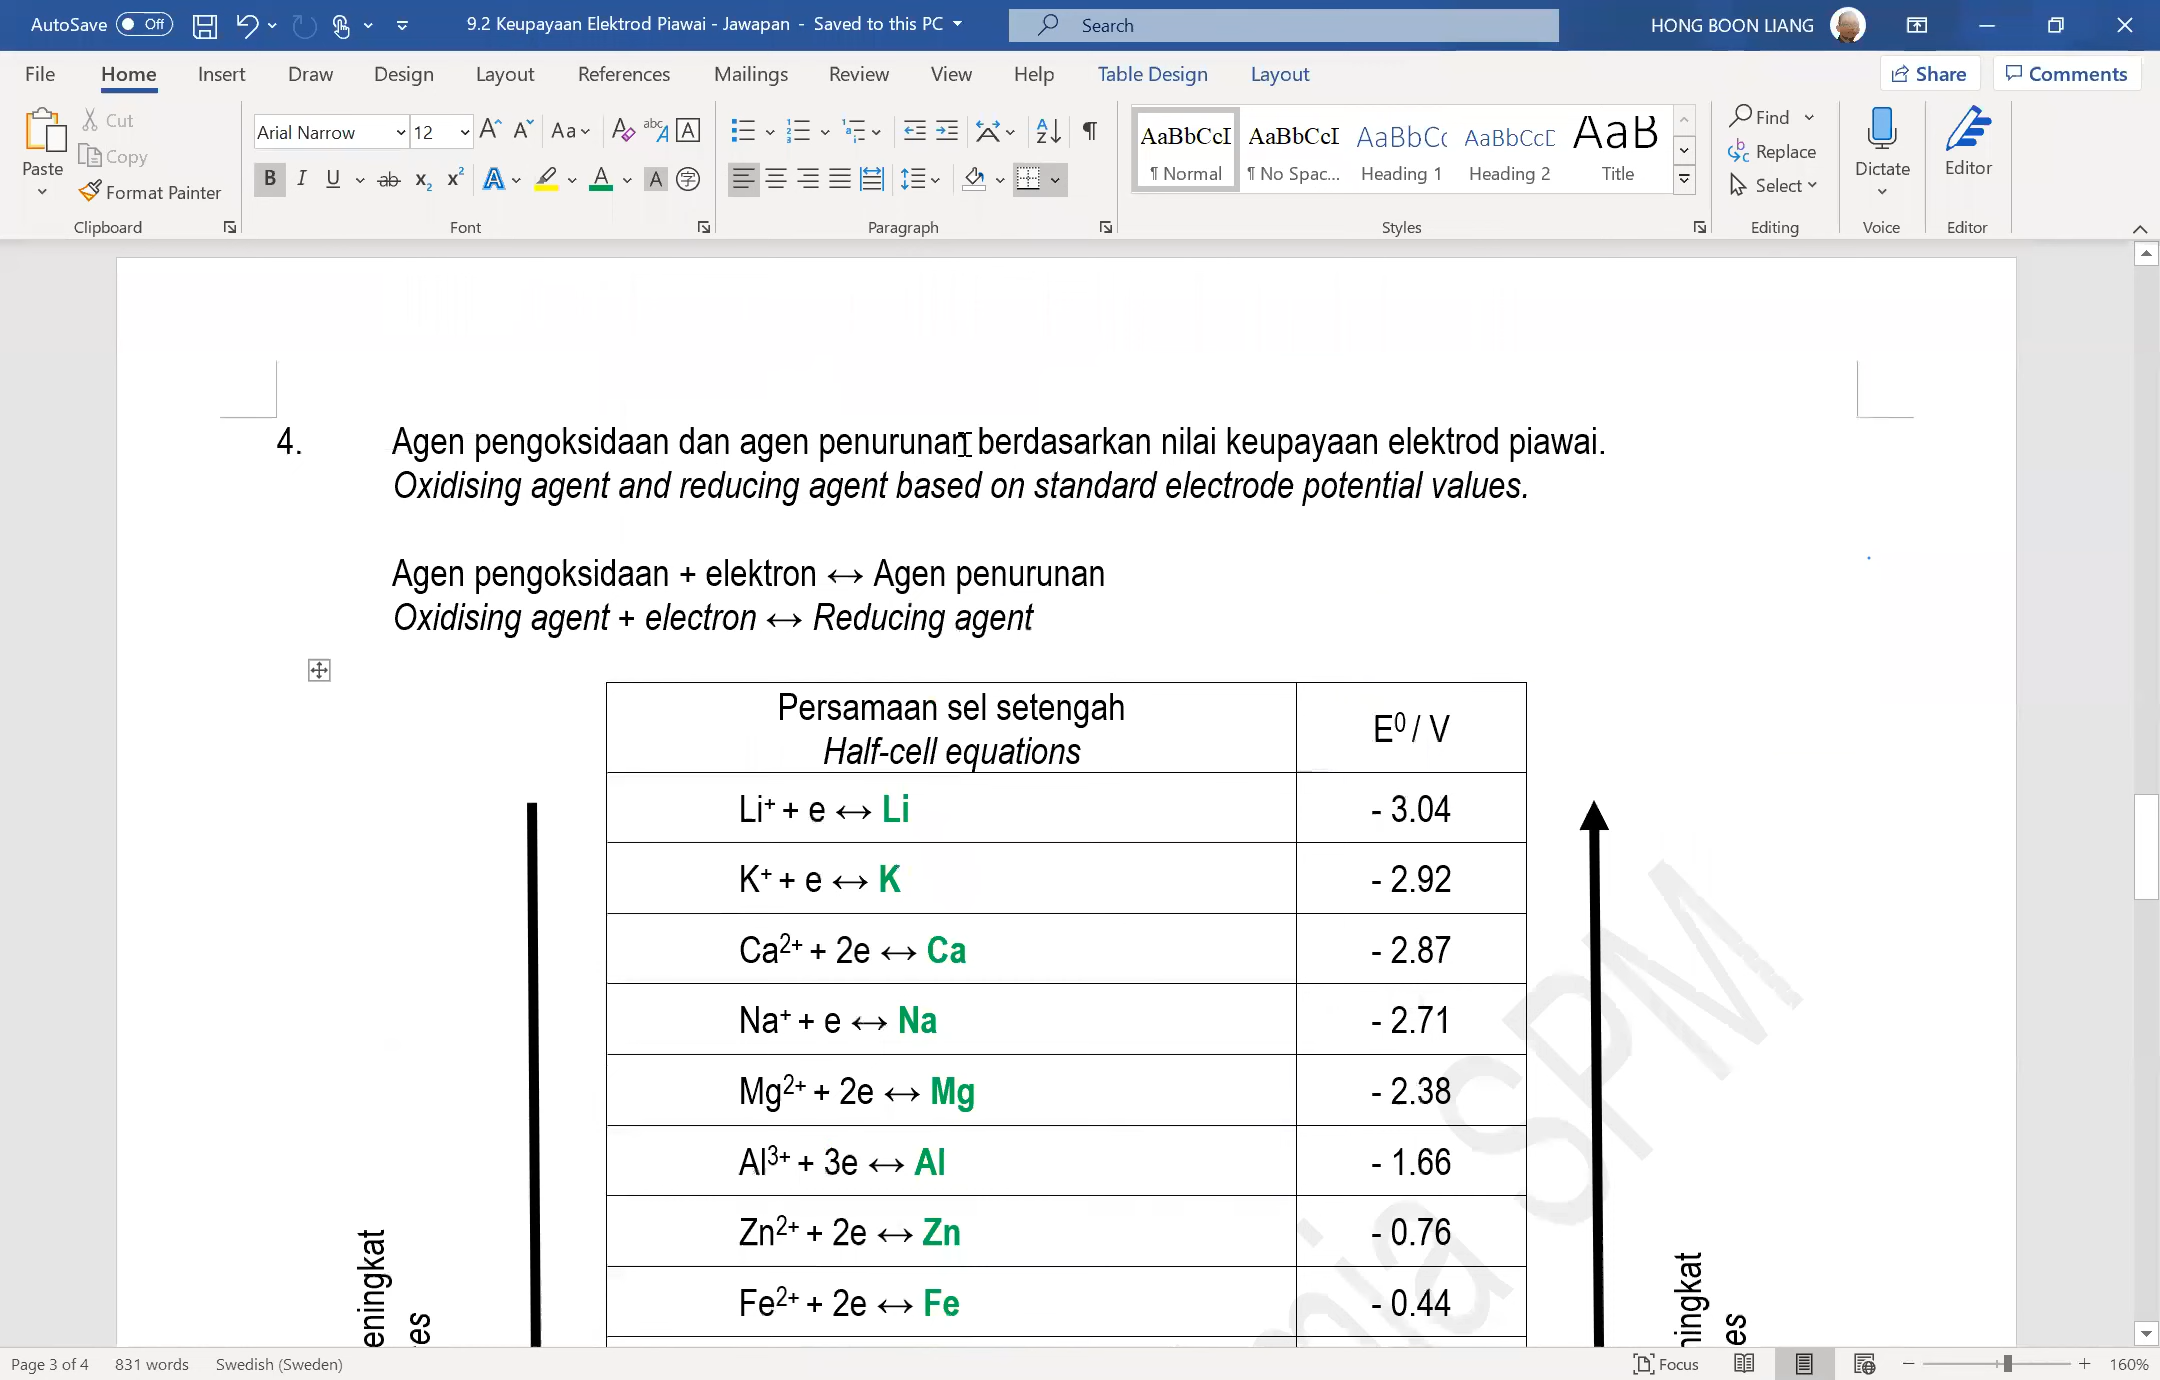 AutoSave Off 9.2 Keupayaan Elektrod Piawai - Jawapan - Saved to this PC Search HONG BOON LIANG
File Home Insert Draw Design Layout References Mailings Review View Help Table Design Layout Share Comments
Paste Cut Copy Format Painter Clipboard
Arial Narrow 12 Font
Paragraph
AaBbCcI AaBbCcI AaBbCc AaBbCcD AaB
¶ Normal ¶ No Spac... Heading 1 Heading 2 Title
Styles
Find Replace Select Editing
Dictate Voice
Editor Editor
4. Agen pengoksidaan dan agen penurunan berdasarkan nilai keupayaan elektrod piawai.
Oxidising agent and reducing agent based on standard electrode potential values.
Agen pengoksidaan + elektron ↔ Agen penurunan
Oxidising agent + electron ↔ Reducing agent
Persamaan sel setengah
Half-cell equations
E⁰ / V
Li⁺ + e ↔ Li - 3.04
K⁺ + e ↔ K - 2.92
Ca²⁺ + 2e ↔ Ca - 2.87
Na⁺ + e ↔ Na - 2.71
Mg²⁺ + 2e ↔ Mg - 2.38
Al³⁺ + 3e ↔ Al - 1.66
Zn²⁺ + 2e ↔ Zn - 0.76
Fe²⁺ + 2e ↔ Fe - 0.44
eningkat
es
ningkat
es
SPM
Page 3 of 4 831 words Swedish (Sweden) Focus 160%